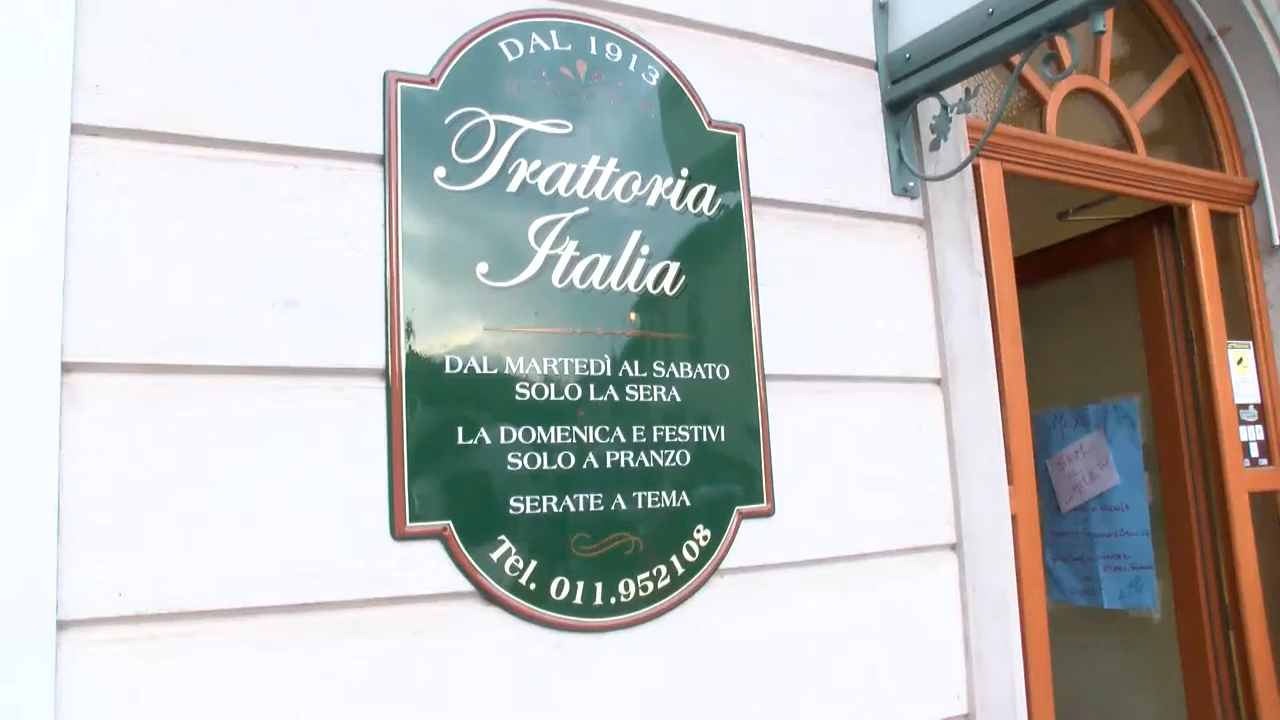 DAL 1913
Trattoria
Italia
DAL MARTEDÌ AL SABATO
SOLO LA SERA
LA DOMENICA E FESTIVI
SOLO A PRANZO
SERATE A TEMA
Tel. 011.952108